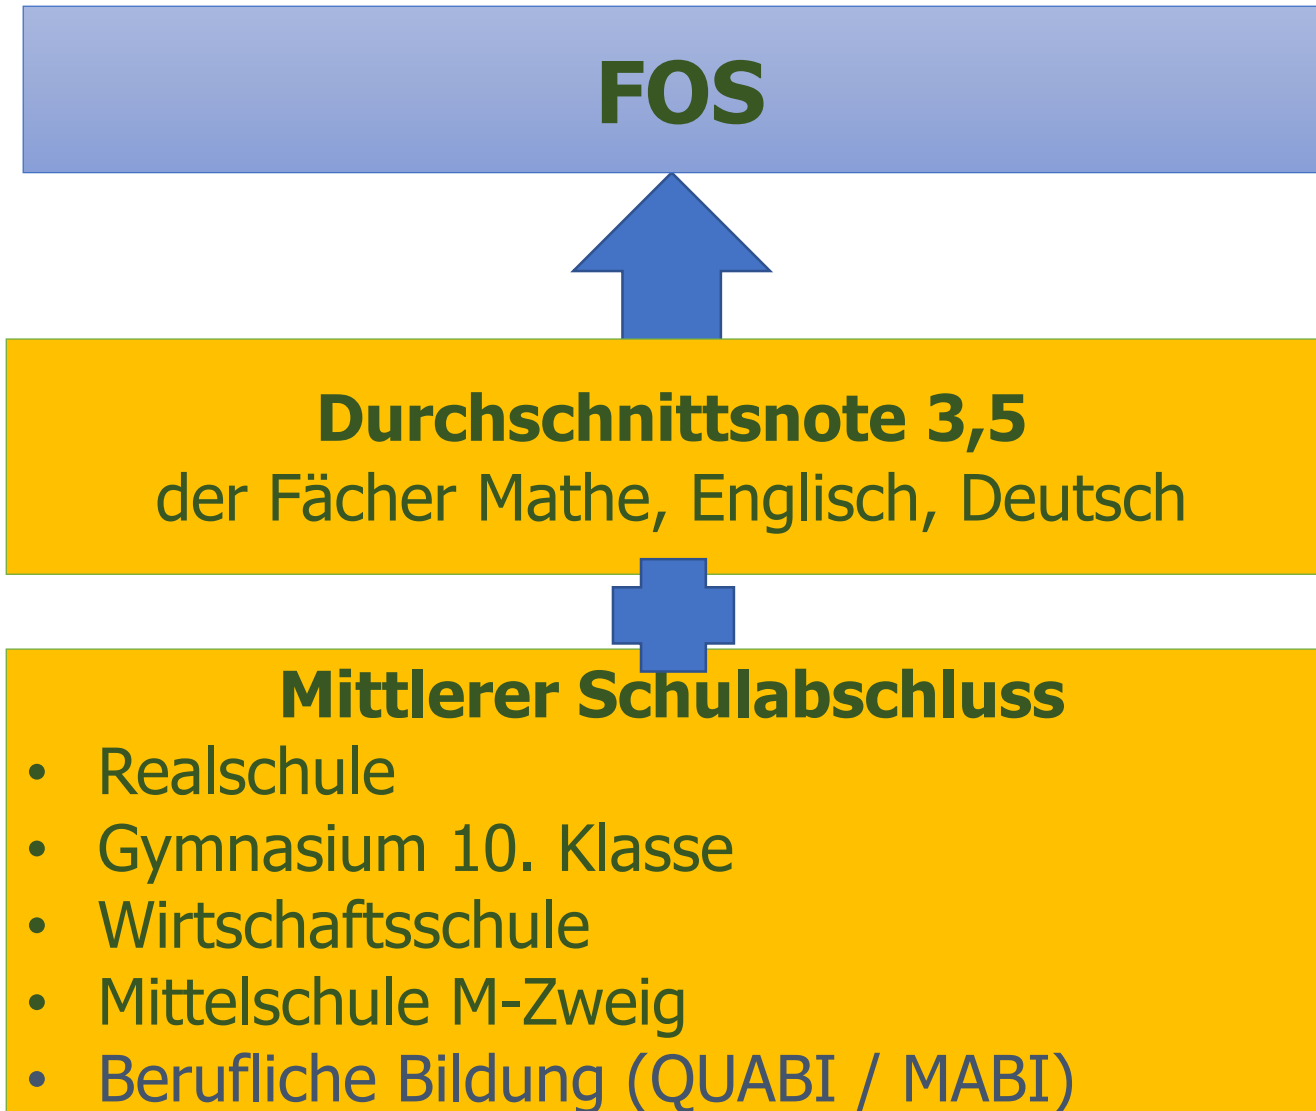 FOS
Durchschnittsnote 3,5
der Fächer Mathe, Englisch, Deutsch
Mittlerer Schulabschluss
• Realschule
• Gymnasium 10. Klasse
• Wirtschaftsschule
• Mittelschule M-Zweig
• Berufliche Bildung (QUABI / MABI)